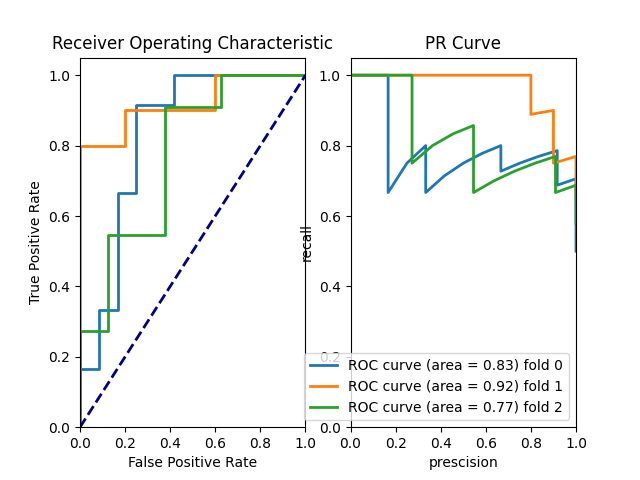 Receiver Operating Characteristic
1.0
0.8
0.6
0.4
0.2
0.0
True Positive Rate
0.0 0.2 0.4 0.6 0.8 1.0
False Positive Rate
PR Curve
1.0
0.8
0.6
0.4
0.2
0.0
recall
0.0 0.2 0.4 0.6 0.8 1.0
prescision
ROC curve (area = 0.83) fold 0
ROC curve (area = 0.92) fold 1
ROC curve (area = 0.77) fold 2